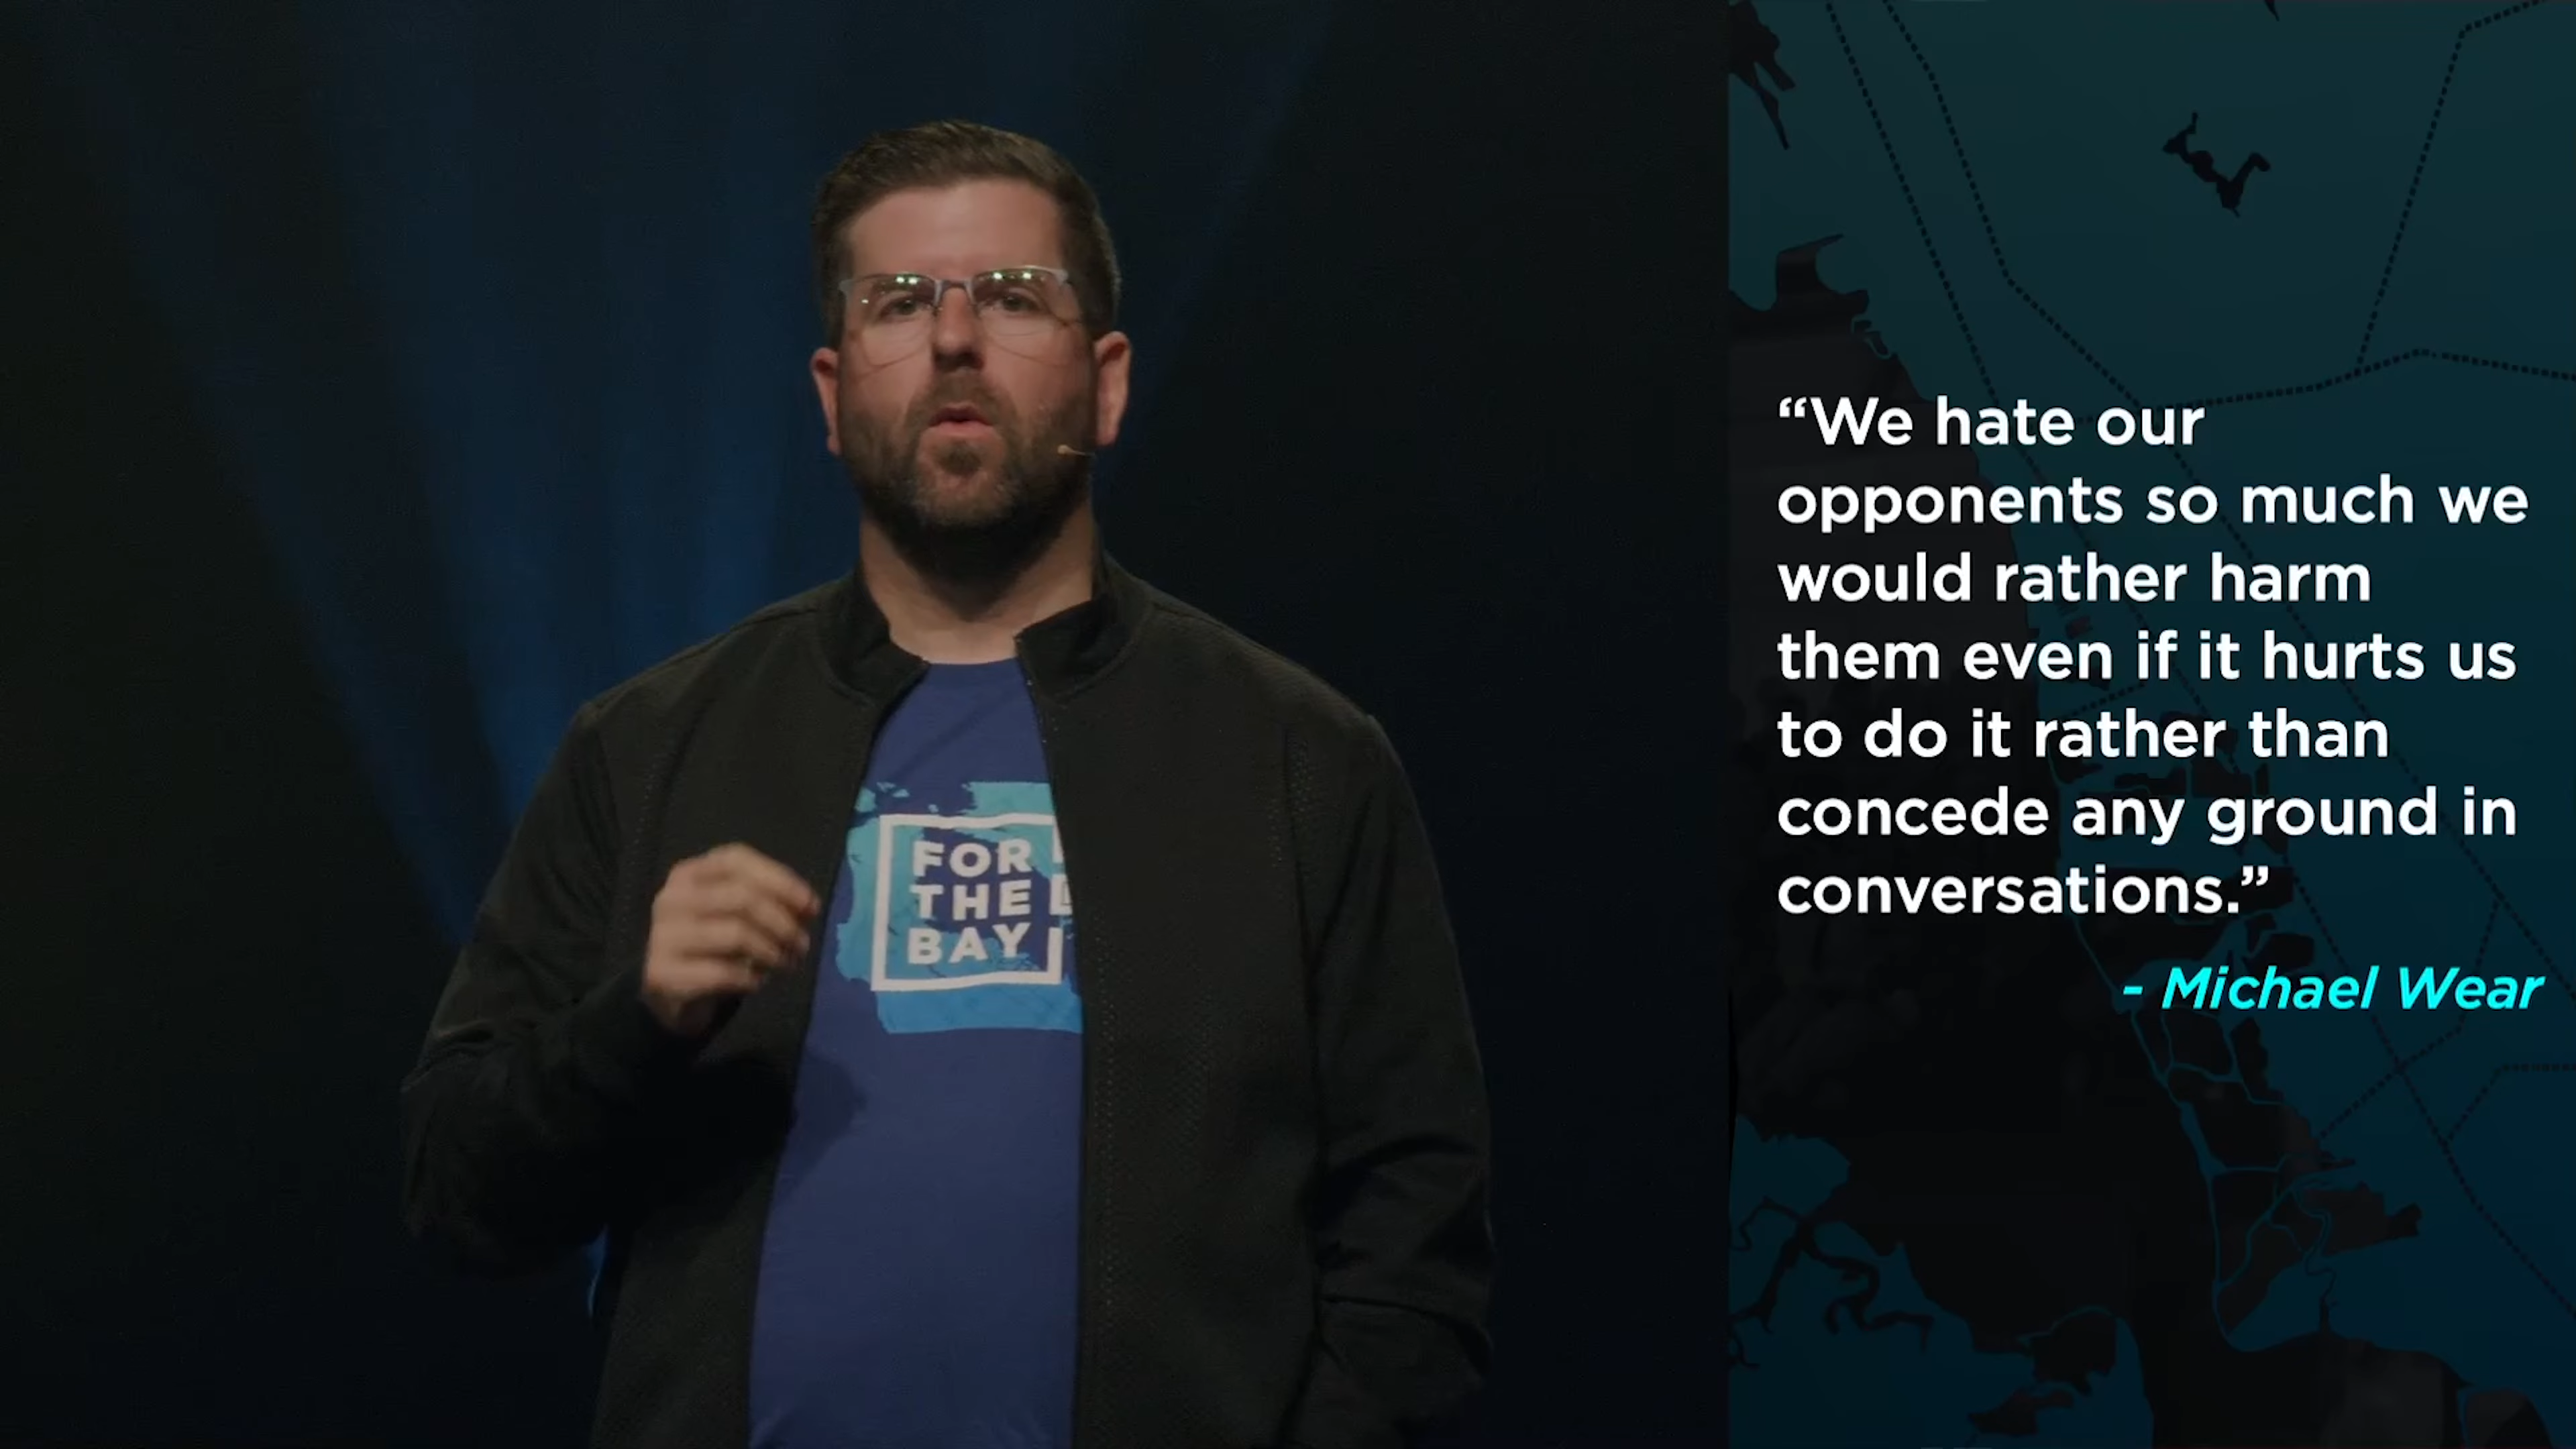 “We hate our
opponents so much we
would rather harm
them even if it hurts us
to do it rather than
concede any ground in
conversations.”
- Michael Wear
FOR
THE
BAY